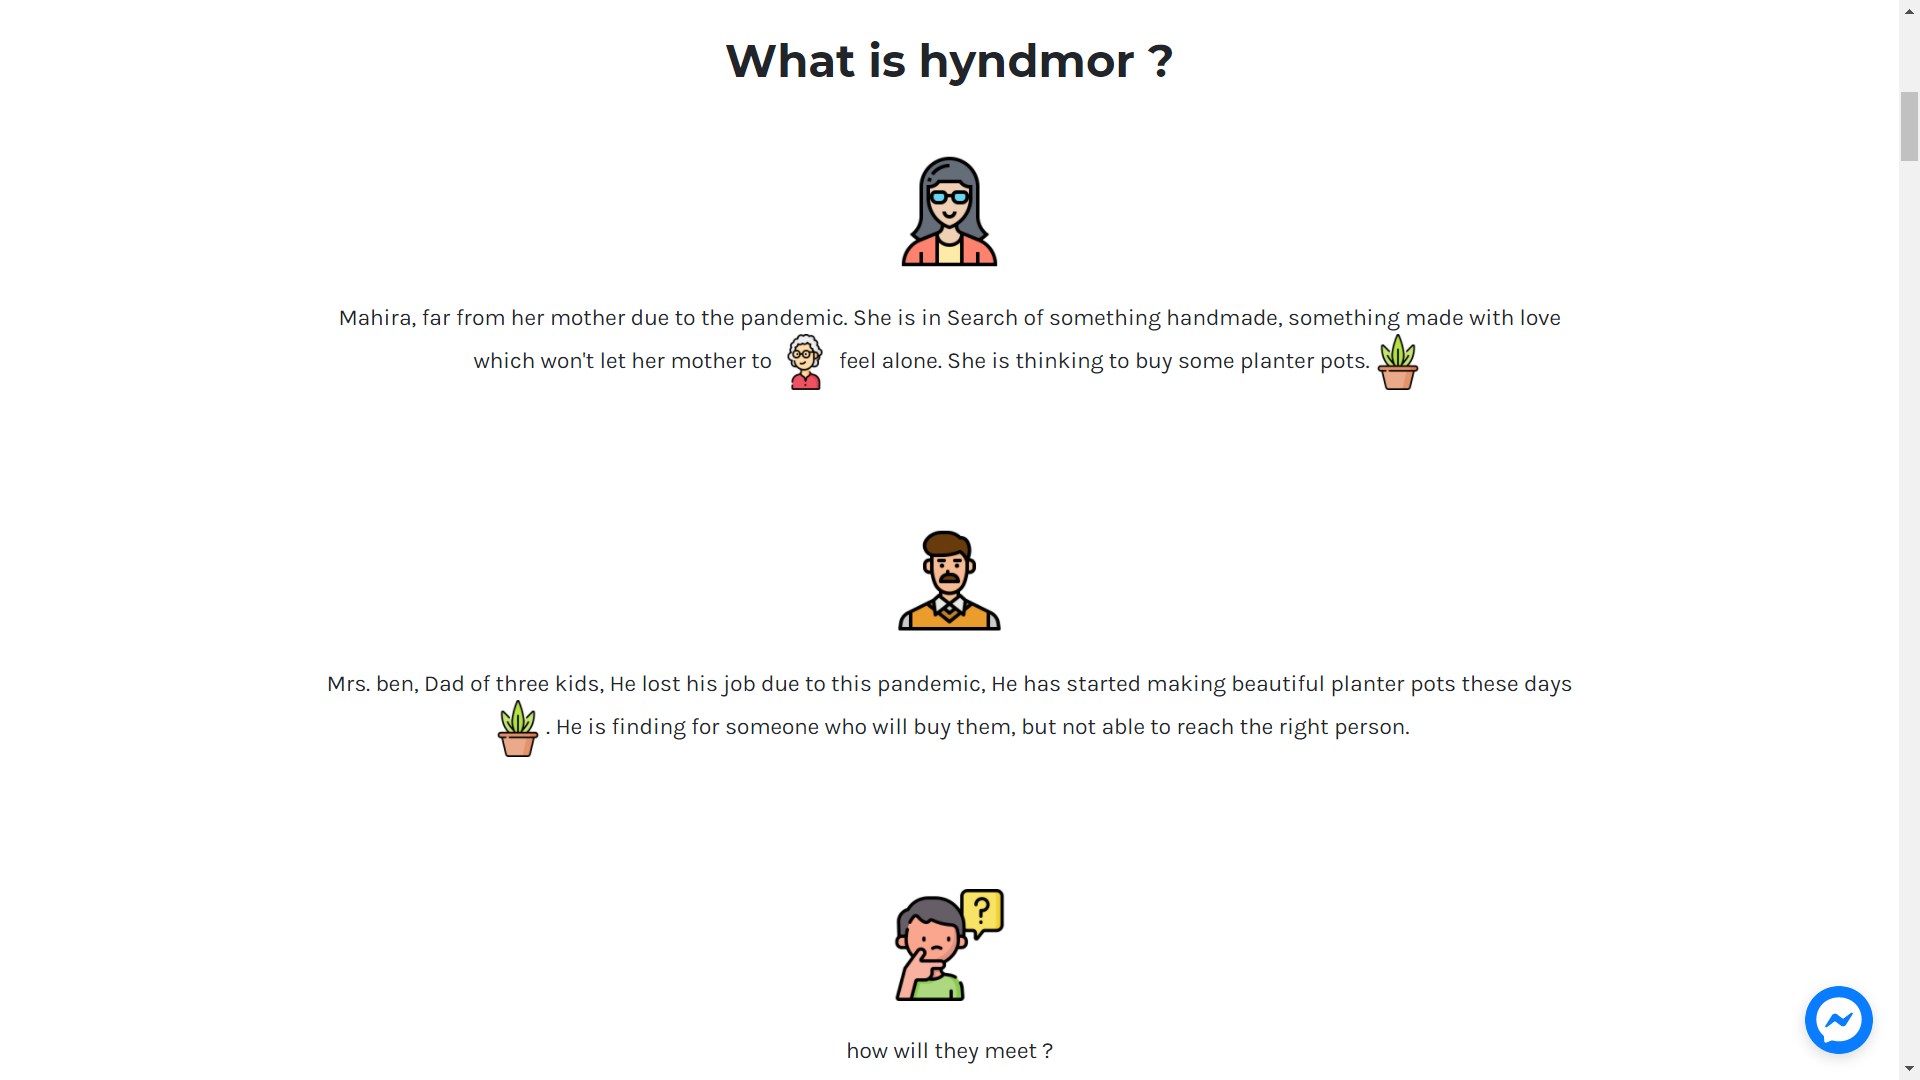 What is hyndmor ?
Mahira, far from her mother due to the pandemic. She is in Search of something handmade, something made with love
which won't let her mother to feel alone. She is thinking to buy some planter pots.
Mrs. ben, Dad of three kids, He lost his job due to this pandemic, He has started making beautiful planter pots these days
. He is finding for someone who will buy them, but not able to reach the right person.
?
how will they meet ?